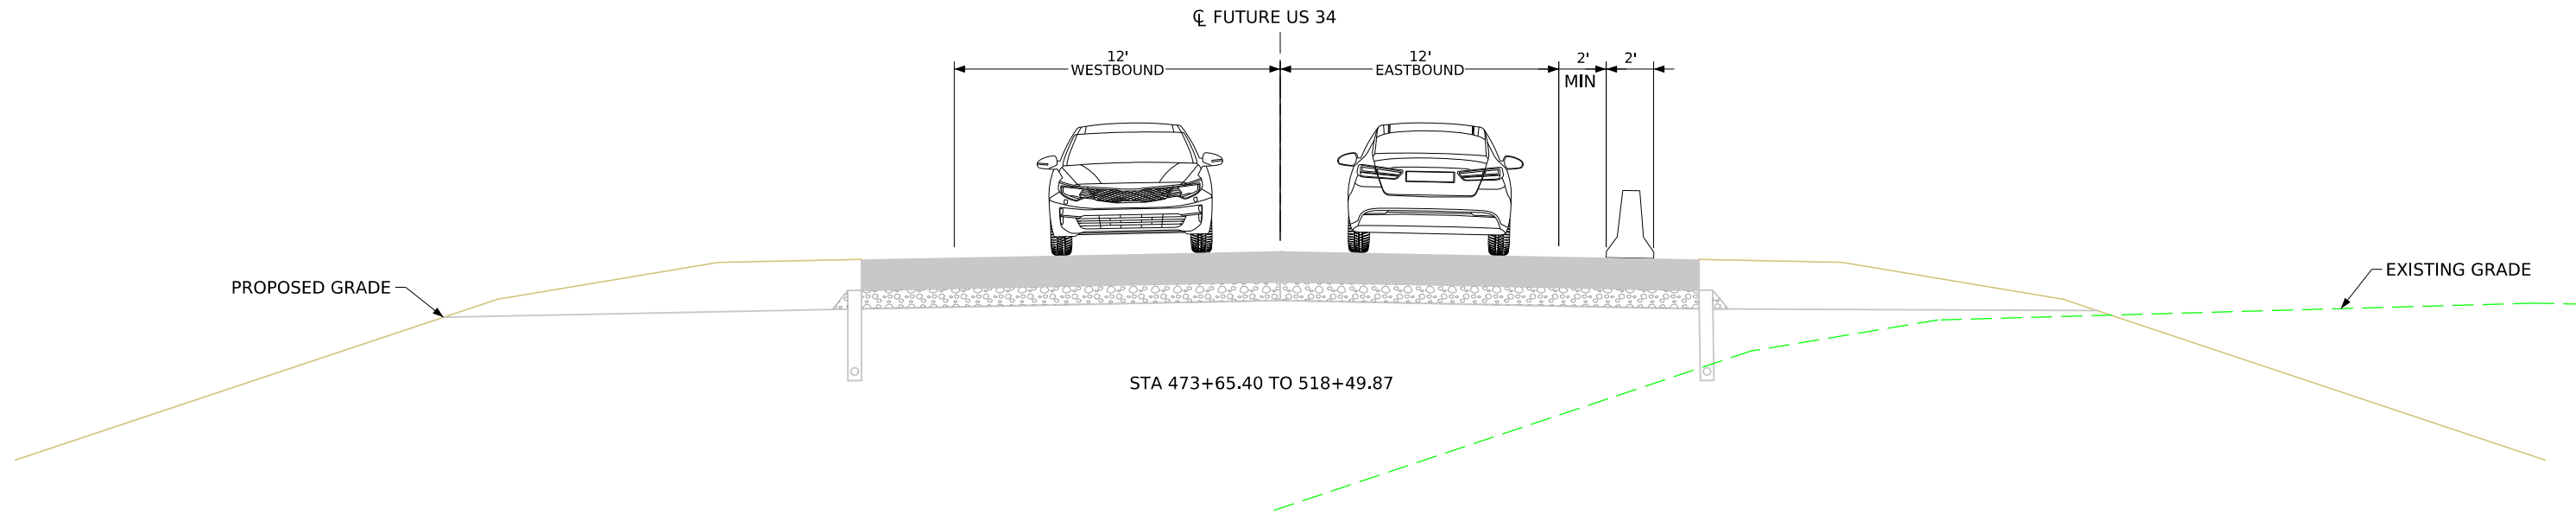 ℄ FUTURE US 34
12' 12' 2' 2'
WESTBOUND EASTBOUND
MIN
PROPOSED GRADE
EXISTING GRADE
STA 473+65.40 TO 518+49.87